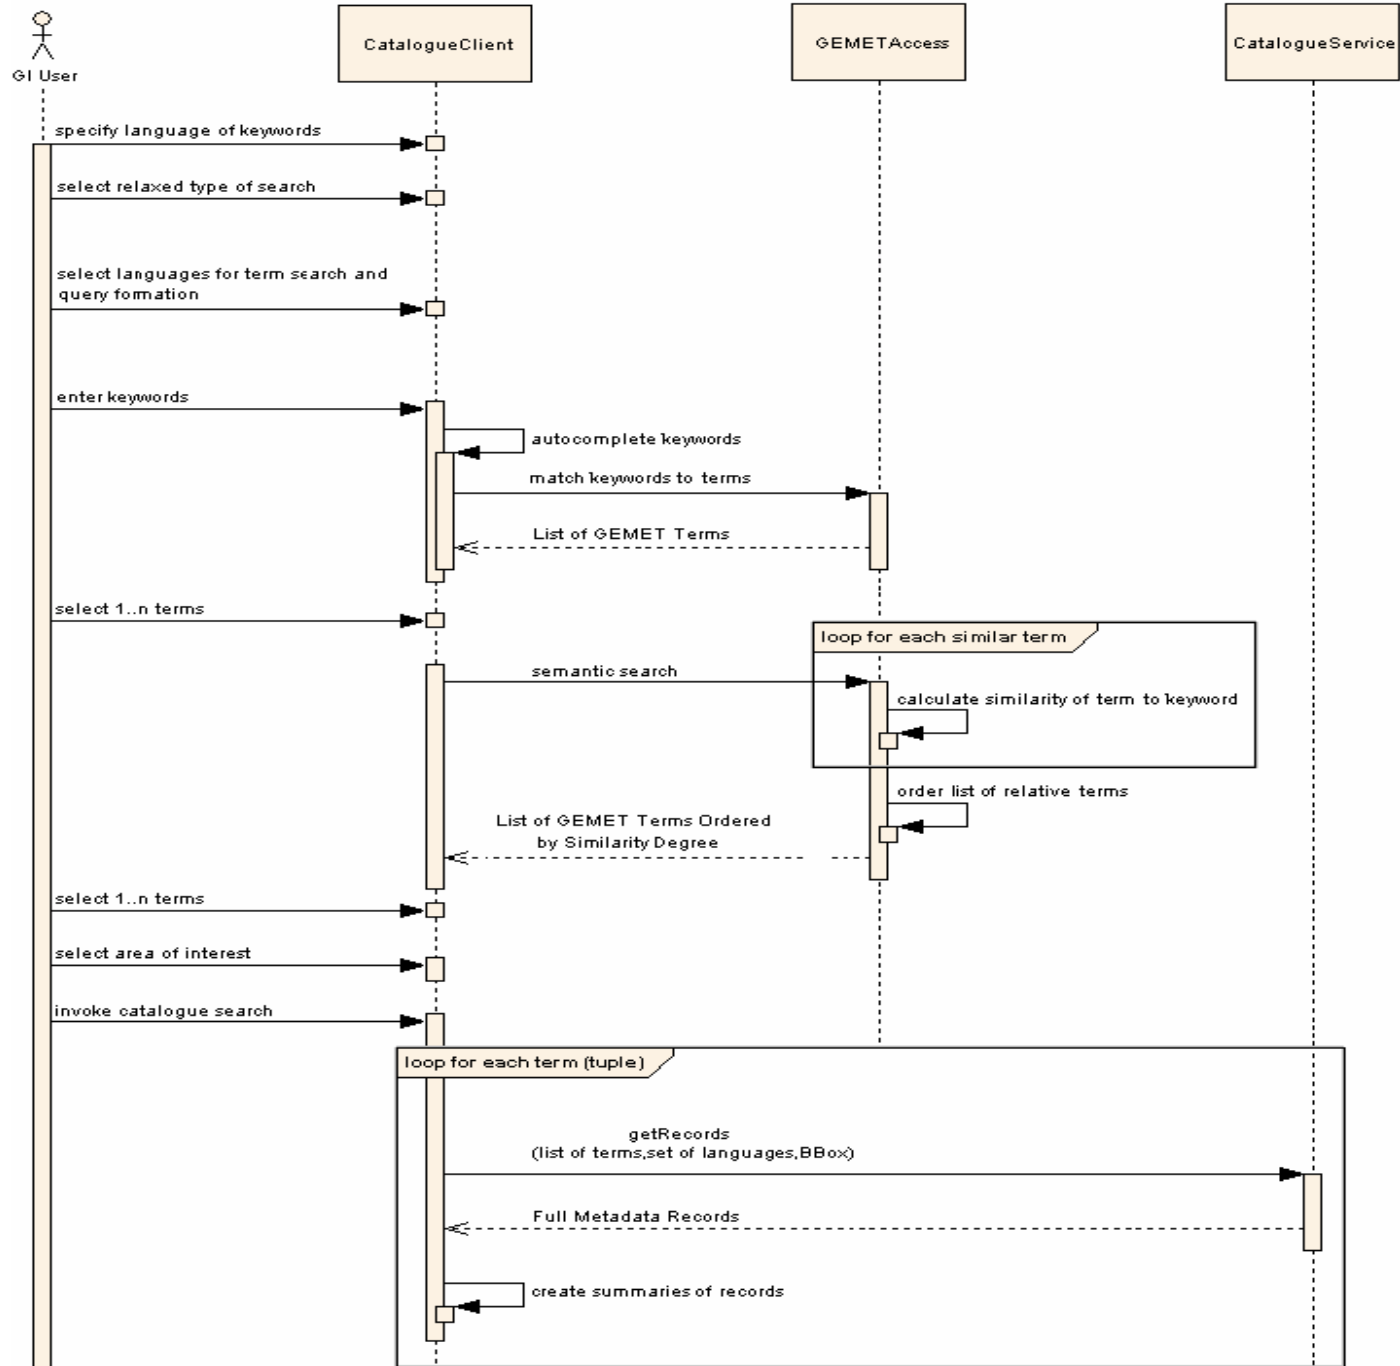 CatalogueClient
GEMETAccess
CatalogueService
GI User
specify language of keywords
select relaxed type of search
select languages for term search and
query formation
enter keywords
autocomplete keywords
match keywords to terms
List of GEMET Terms
select 1..n terms
loop for each similar term
semantic search
calculate similarity of term to keyword
order list of relative terms
List of GEMET Terms Ordered
by Similarity Degree
select 1..n terms
select area of interest
invoke catalogue search
loop for each term (tuple)
getRecords
(list of terms,set of languages,BBox)
Full Metadata Records
create summaries of records